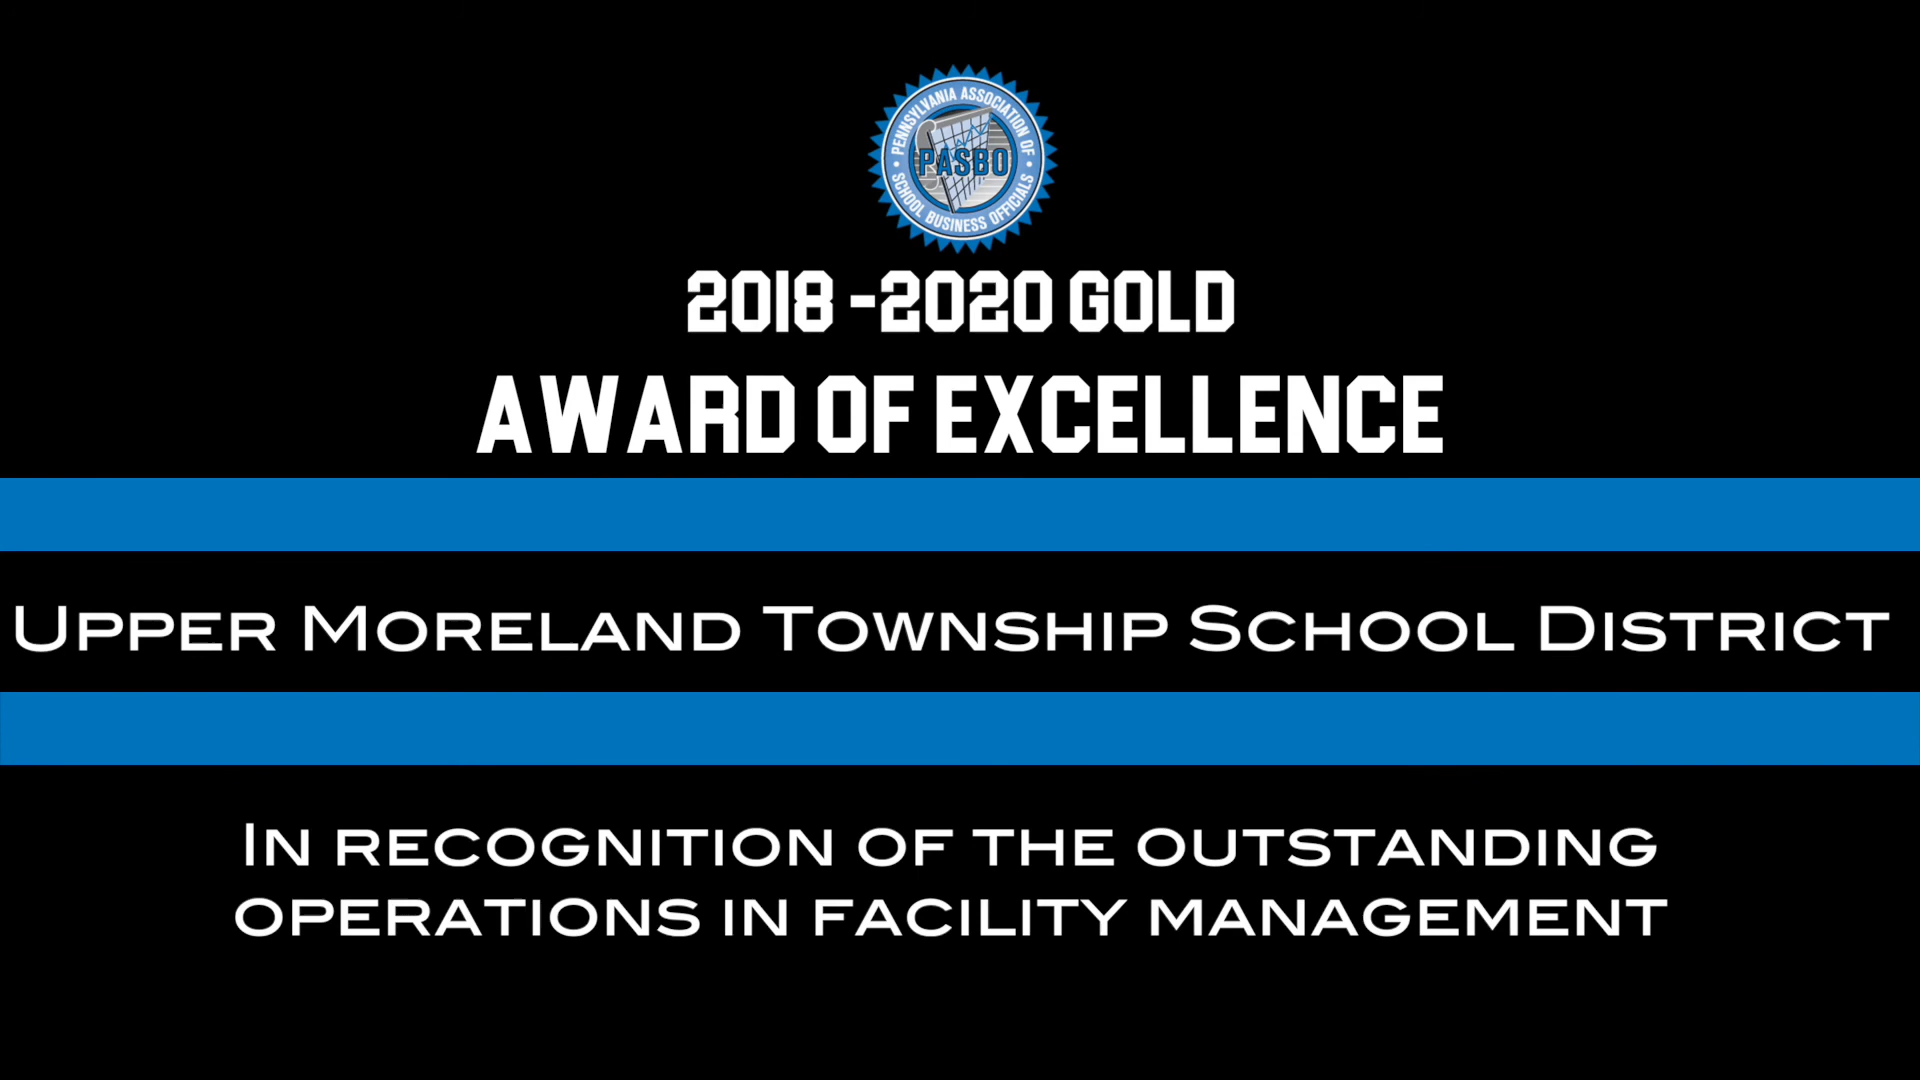 PENNSYLVANIA ASSOCIATION OF
PASBO
SCHOOL BUSINESS OFFICIALS
2018 -2020 GOLD
AWARD OF EXCELLENCE
UPPER MORELAND TOWNSHIP SCHOOL DISTRICT
IN RECOGNITION OF THE OUTSTANDING
OPERATIONS IN FACILITY MANAGEMENT